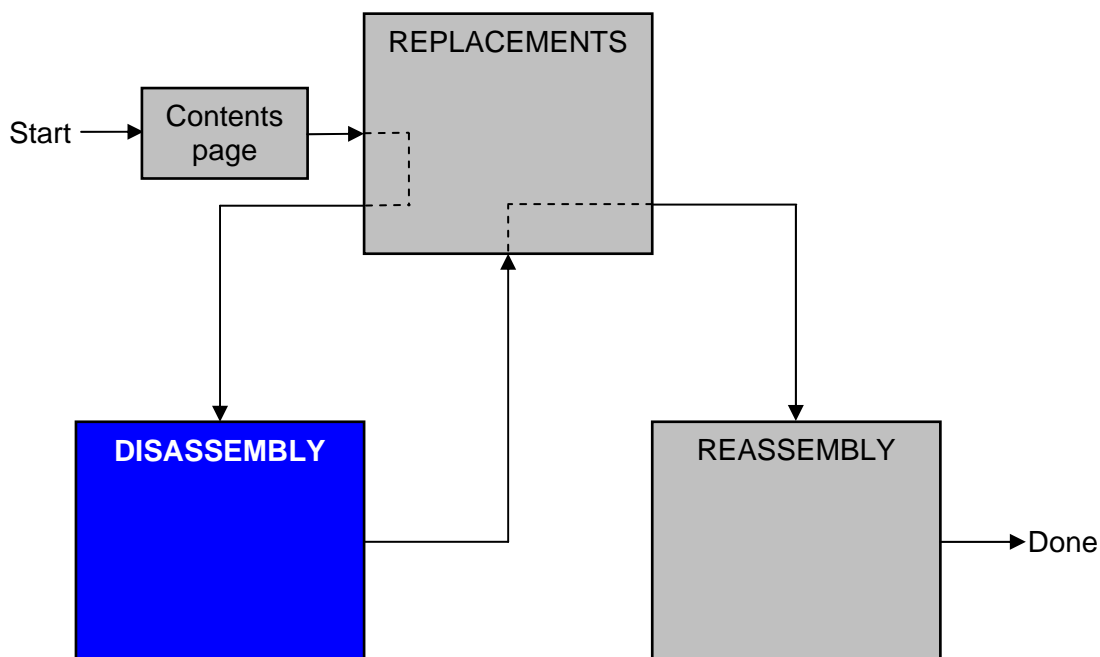 REPLACEMENTS
Start
Contents
page
DISASSEMBLY
REASSEMBLY
Done